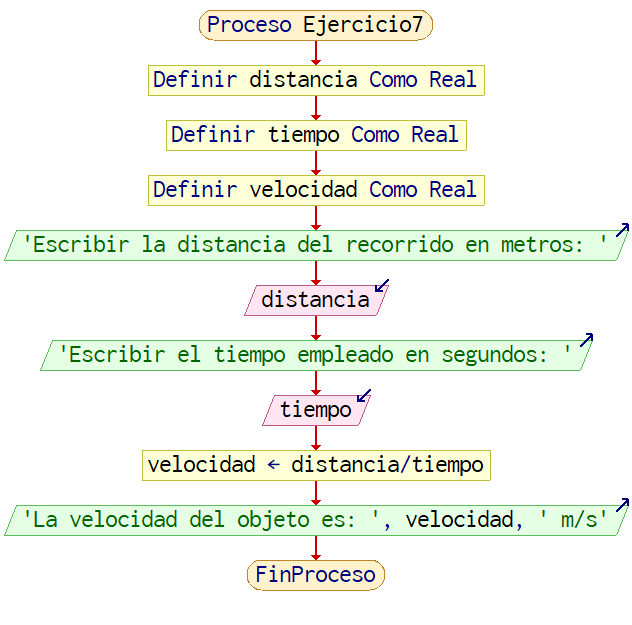 Proceso Ejercicio7
Definir distancia Como Real
Definir tiempo Como Real
Definir velocidad Como Real
'Escribir la distancia del recorrido en metros: '
distancia
'Escribir el tiempo empleado en segundos: '
tiempo
velocidad ← distancia/tiempo
'La velocidad del objeto es: ', velocidad, ' m/s'
FinProceso